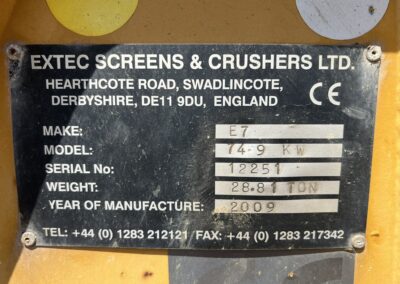 EXTEC SCREENS & CRUSHERS LTD.
HEARTHCOTE ROAD, SWADLINCOTE,
DERBYSHIRE, DE11 9DU, ENGLAND CE
MAKE: E7
MODEL: 74-9 KW
SERIAL No: 12251
WEIGHT: 28.81 TON
YEAR OF MANUFACTURE: 2009
TEL: +44 (0) 1283 212121 /FAX: +44 (0) 1283 217342